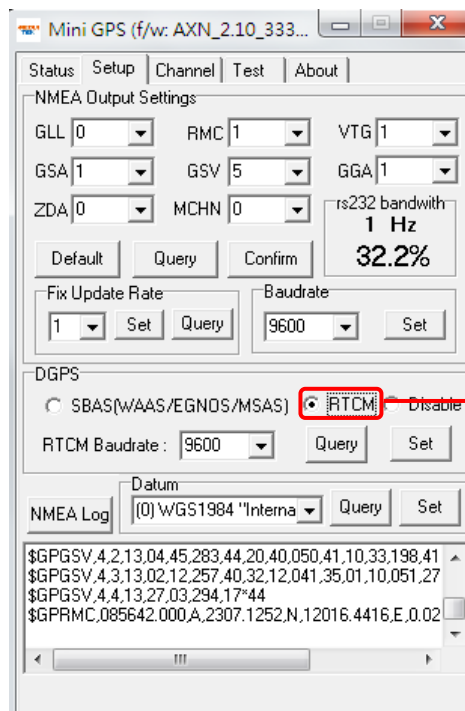 Mini GPS (f/w: AXN_2.10_333...
Status Setup Channel Test About
NMEA Output Settings
GLL 0 RMC 1 VTG 1
GSA 1 GSV 5 GGA 1
ZDA 0 MCHN 0 rs232 bandwith
1 Hz
Default Query Confirm 32.2%
Fix Update Rate Baudrate
1 Set Query 9600 Set
DGPS
SBAS(WAAS/EGNOS/MSAS) RTCM Disable
RTCM Baudrate : 9600 Query Set
Datum
NMEA Log (0) WGS1984 "Interna Query Set
$GPGSV,4,2,13,04,45,283,44,20,40,050,41,10,33,198,41
$GPGSV,4,3,13,02,12,257,40,32,12,041,35,01,10,051,27
$GPGSV,4,4,13,27,03,294,17*44
$GPRMC,085642.000,A,2307.1252,N,12016.4416,E,0.02